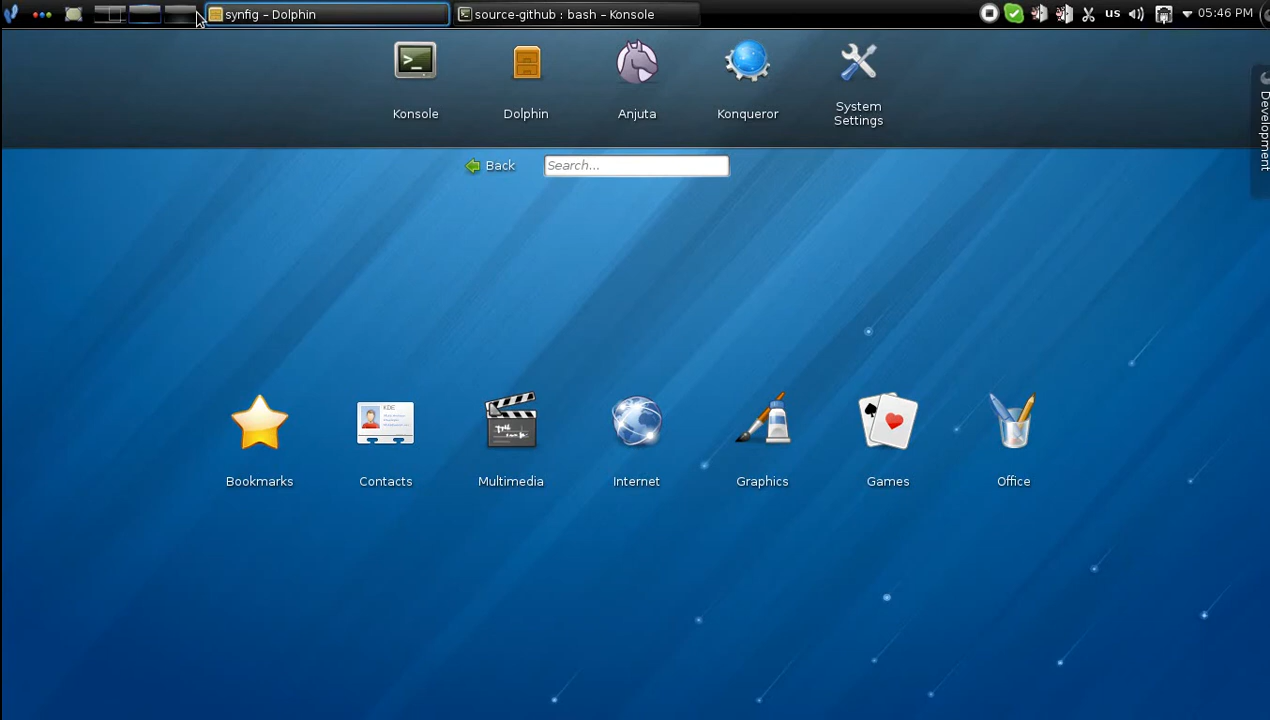 synfig – Dolphin
source-github : bash – Konsole
us
05:46 PM
Konsole
Dolphin
Anjuta
Konqueror
System
Settings
Development
Back
Search...
KDE
Bookmarks
Contacts
Multimedia
Internet
Graphics
Games
Office